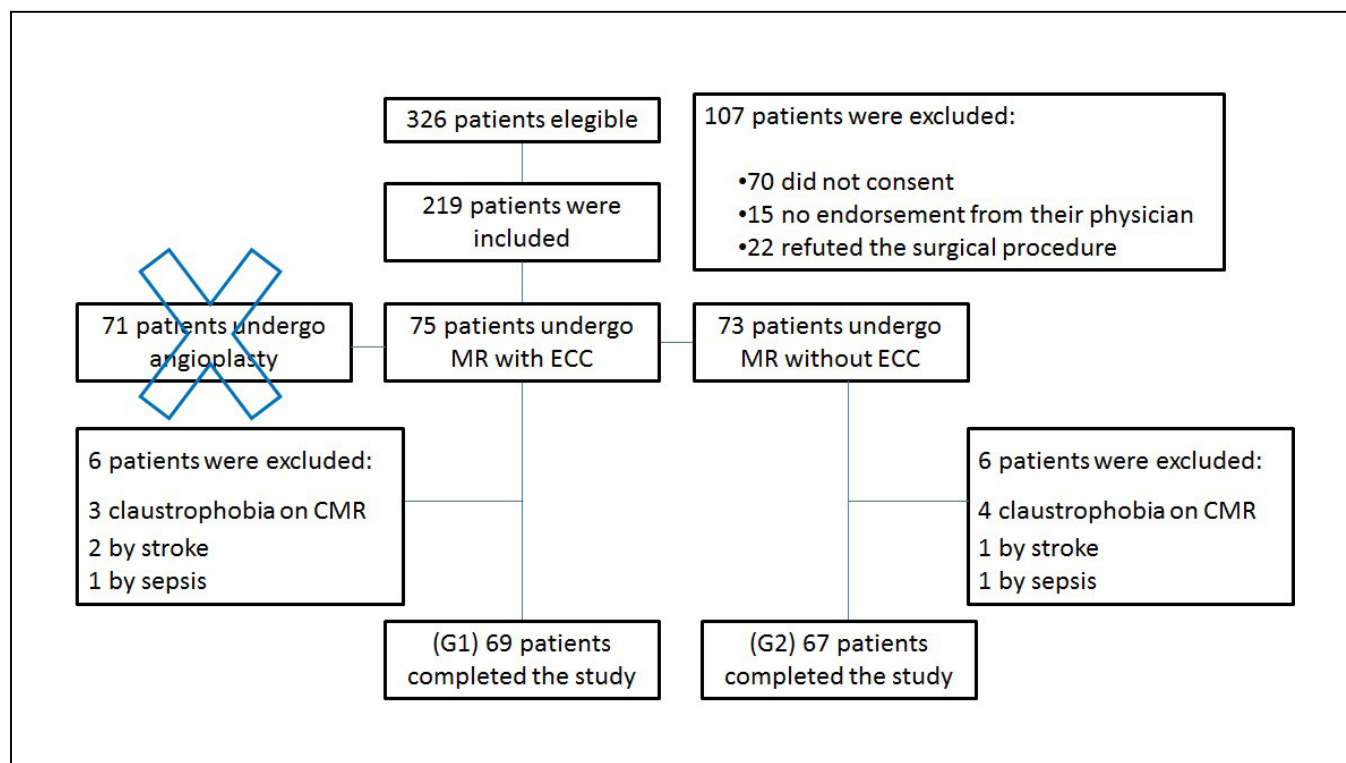 326 patients elegible
107 patients were excluded:
•70 did not consent
•15 no endorsement from their physician
•22 refuted the surgical procedure
219 patients were
included
71 patients undergo
angioplasty
75 patients undergo
MR with ECC
73 patients undergo
MR without ECC
6 patients were excluded:
3 claustrophobia on CMR
2 by stroke
1 by sepsis
6 patients were excluded:
4 claustrophobia on CMR
1 by stroke
1 by sepsis
(G1) 69 patients
completed the study
(G2) 67 patients
completed the study